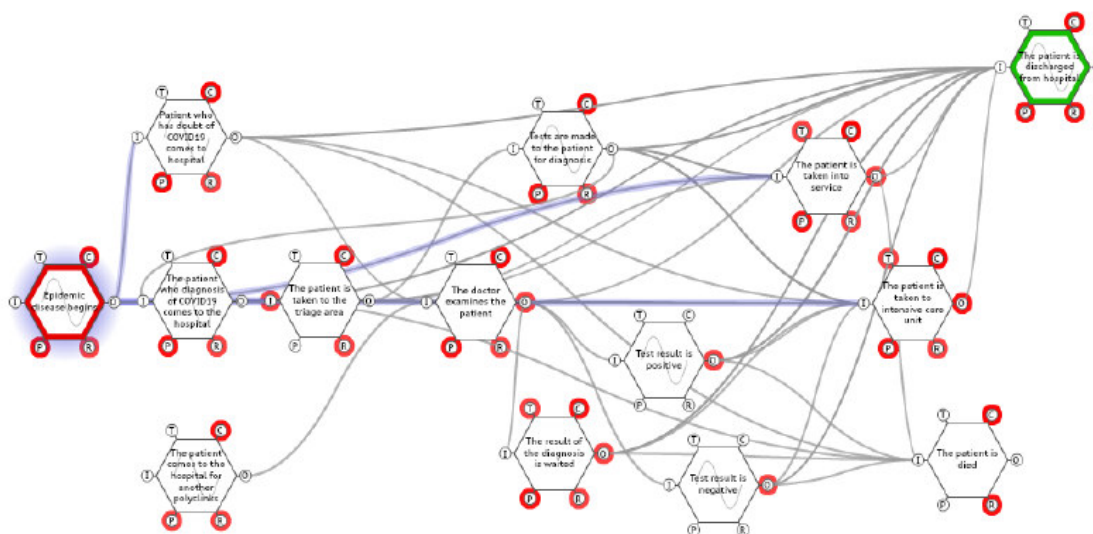 T
C
The patient is
discharged
from hospital
I
P
R
T
C
Patient who
has doubt of
COVID19
comes to
hospital
I
O
P
R
T
C
Tests are made
to the patient
for diagnosis
I
O
P
R
T
C
The patient is
taken into
service
I
O
P
R
T
C
Epidemic
disease begins
I
O
P
R
T
C
The patient
who diagnosis
of COVID19
comes to the
hospital
I
O
P
R
T
C
The patient is
taken to the
triage area
I
O
P
R
T
C
The doctor
examines the
patient
I
O
P
R
T
C
The patient is
taken to
intensive care
unit
I
O
P
R
T
C
Test result is
positive
I
O
P
R
T
C
The patient
comes to the
hospital for
another
polyclinic
I
O
P
R
T
C
The result of
the diagnosis
is waited
I
O
P
R
T
C
Test result is
negative
I
O
P
R
T
C
The patient is
died
I
O
P
R